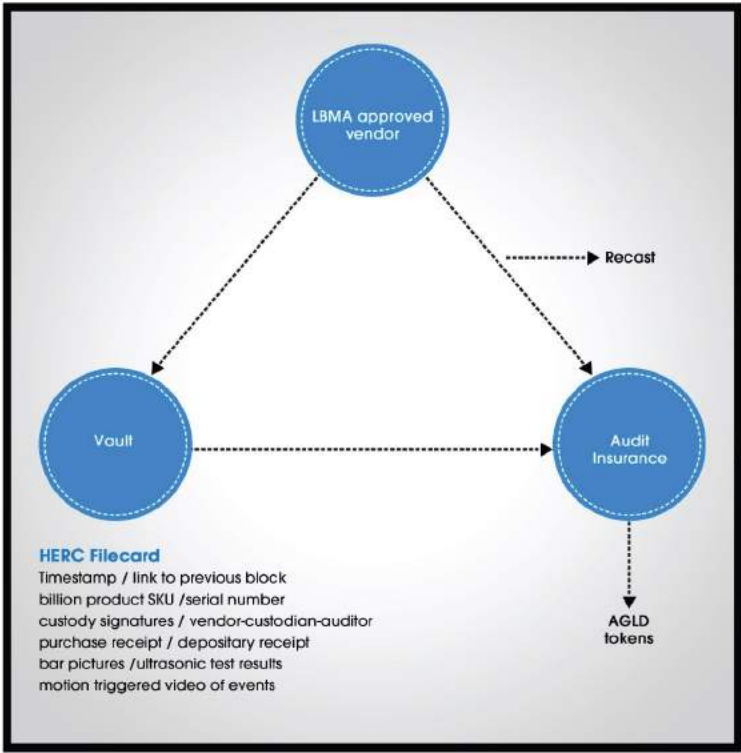 LBMA approved
vendor
Recast
Vault
Audit
Insurance
HERC Filecard
Timestamp / link to previous block
billion product SKU /serial number
custody signatures / vendor-custodian-auditor
purchase receipt / depositary receipt
bar pictures /ultrasonic test results
motion triggered video of events
AGLD
tokens